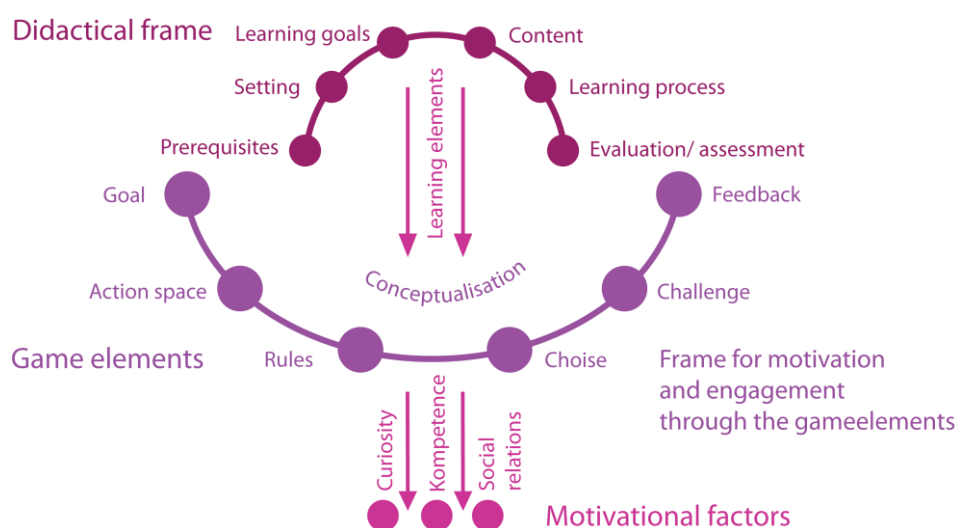 Didactical frame
Learning goals
Content
Setting
Learning process
Prerequisites
Evaluation/ assessment
Learning elements
Goal
Feedback
Conceptualisation
Action space
Challenge
Game elements
Rules
Choise
Frame for motivation
and engagement
through the gameelements
Curiosity
Kompetence
Social
relations
Motivational factors